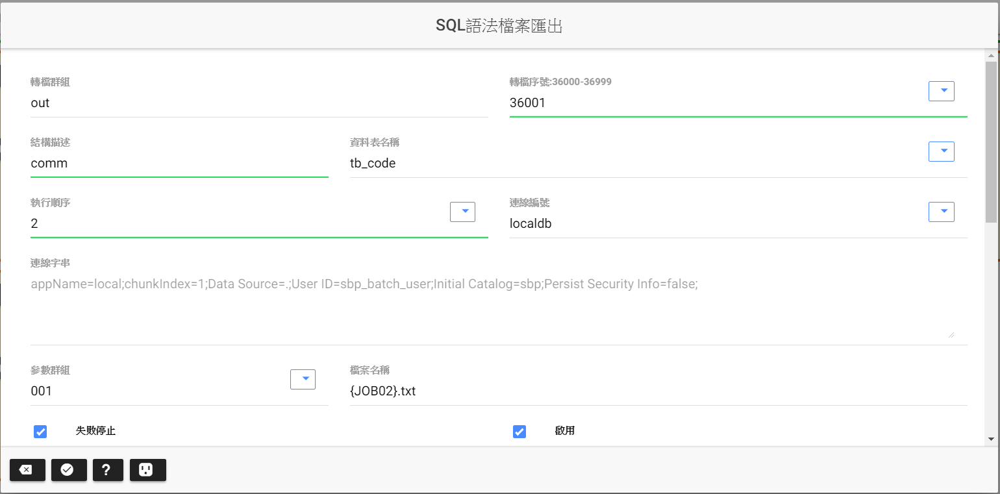 SQL語法檔案匯出
轉檔群組
out
轉檔序號:36000-36999
36001
結構描述
comm
資料表名稱
tb_code
執行順序
2
連線編號
localdb
連線字串
appName=local;chunkIndex=1;Data Source=.;User ID=sbp_batch_user;Initial Catalog=sbp;Persist Security Info=false;
參數群組
001
檔案名稱
{JOB02}.txt
失敗停止
啟用